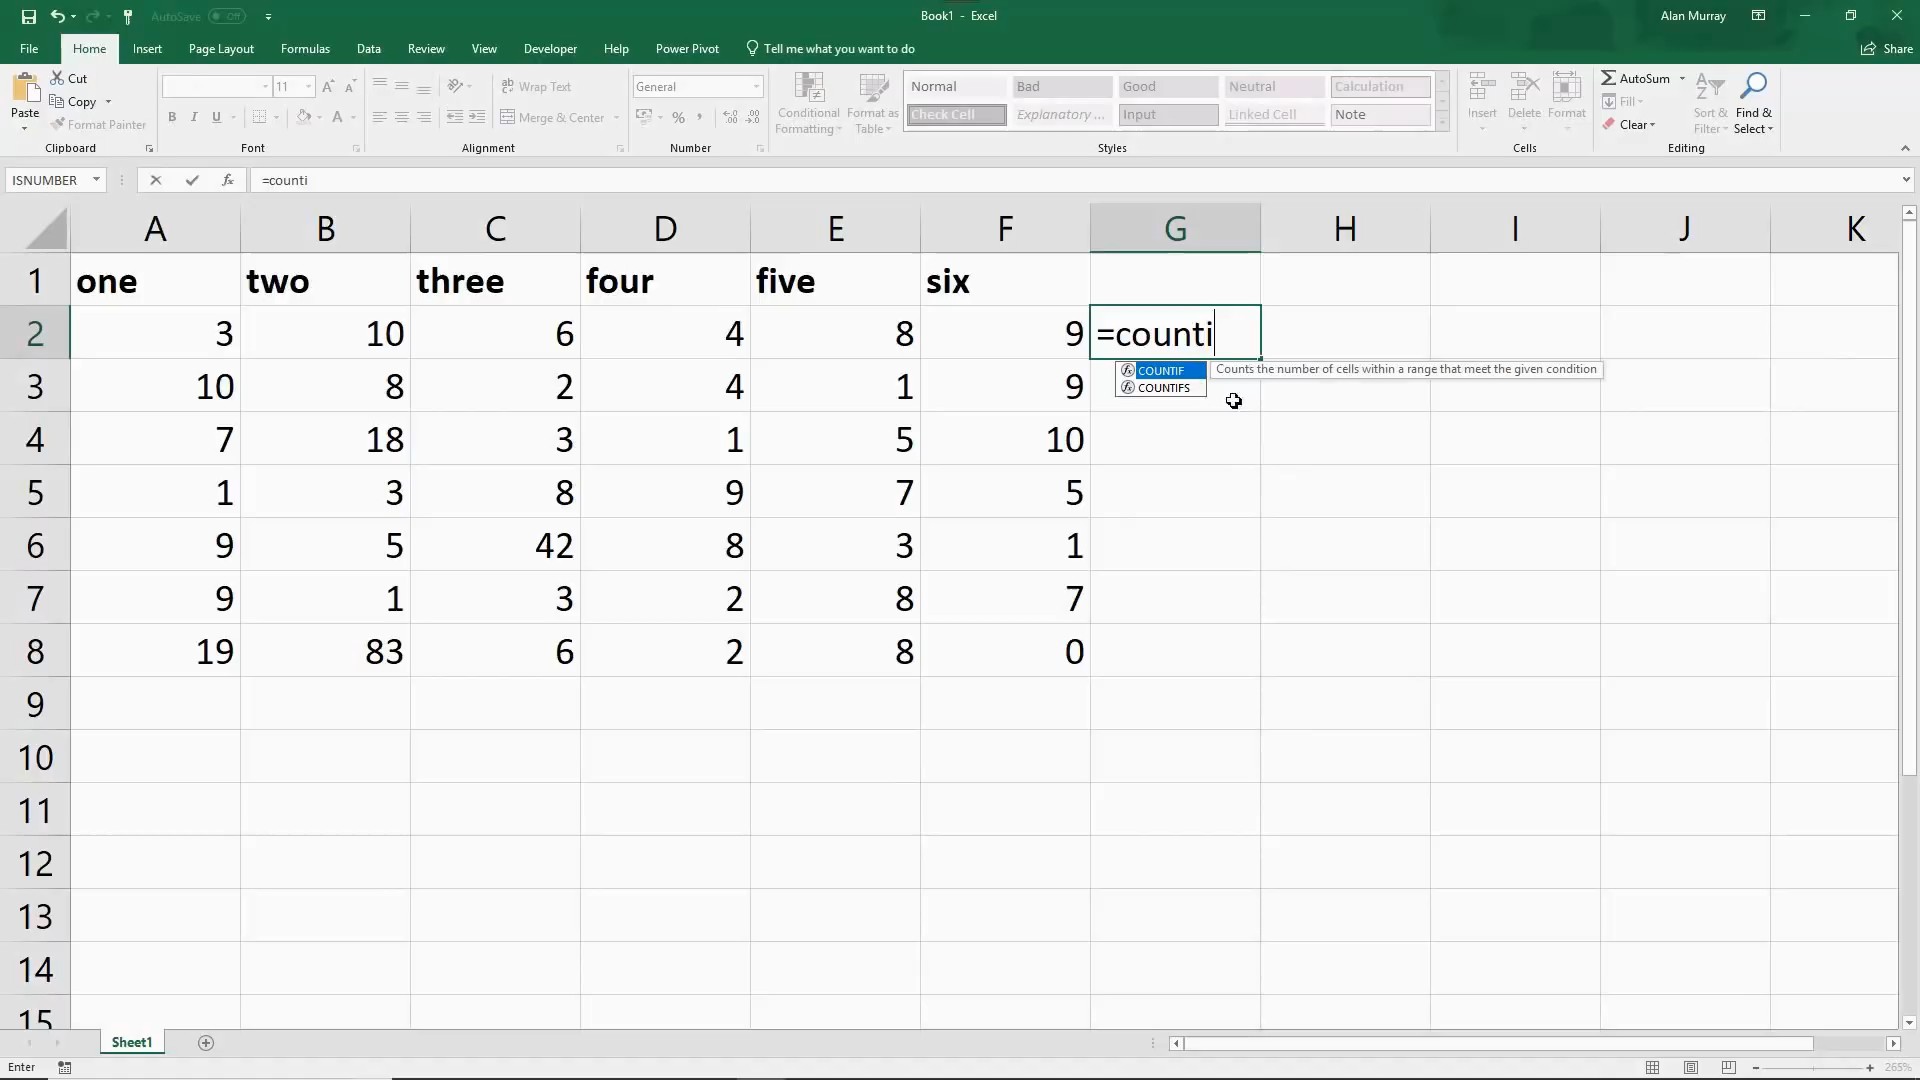 AutoSave Off
Book1 - Excel
Alan Murray
File Home Insert Page Layout Formulas Data Review View Developer Help Power Pivot Tell me what you want to do
Share
Paste
Cut
Copy
Format Painter
Clipboard
11 A A
B I U A
Font
ab Wrap Text
Merge & Center
Alignment
General
% , .00
Number
Conditional Formatting
Format as Table
Normal Bad Good Neutral Calculation
Check Cell Explanatory ... Input Linked Cell Note
Styles
Insert Delete Format
Cells
AutoSum
Fill
Clear
Sort & Filter
Find & Select
Editing
ISNUMBER fx =counti
A B C D E F G H I J K
1 one two three four five six
2 3 10 6 4 8 9 =counti
COUNTIF Counts the number of cells within a range that meet the given condition
COUNTIFS
3 10 8 2 4 1 9
4 7 18 3 1 5 10
5 1 3 8 9 7 5
6 9 5 42 8 3 1
7 9 1 3 2 8 7
8 19 83 6 2 8 0
9
10
11
12
13
14
15
Sheet1
Enter
265%